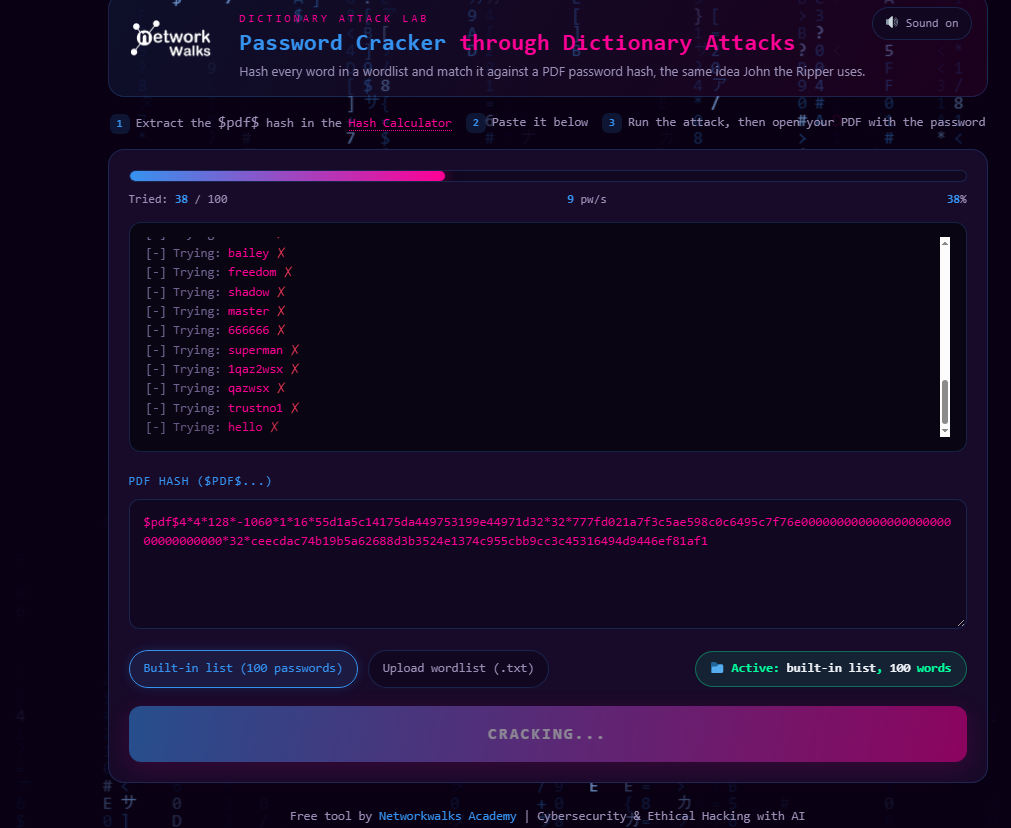 network
walks
DICTIONARY ATTACK LAB
Sound on
Password Cracker through Dictionary Attacks
Hash every word in a wordlist and match it against a PDF password hash, the same idea John the Ripper uses.
1 Extract the $pdf$ hash in the Hash Calculator 2 Paste it below 3 Run the attack, then open your PDF with the password
Tried: 38 / 100 9 pw/s 38%
[-] Trying: bailey ✗
[-] Trying: freedom ✗
[-] Trying: shadow ✗
[-] Trying: master ✗
[-] Trying: 666666 ✗
[-] Trying: superman ✗
[-] Trying: 1qaz2wsx ✗
[-] Trying: qazwsx ✗
[-] Trying: trustno1 ✗
[-] Trying: hello ✗
PDF HASH ($PDF$...)
$pdf$4*4*128*-1060*1*16*55d1a5c14175da449753199e44971d32*32*777fd021a7f3c5ae598c0c6495c7f76e0000000000000000000000
0000000000*32*ceecdac74b19b5a62688d3b3524e1374c955cbb9cc3c45316494d9446ef81af1
Built-in list (100 passwords) Upload wordlist (.txt) Active: built-in list, 100 words
CRACKING...
Free tool by Networkwalks Academy | Cybersecurity & Ethical Hacking with AI